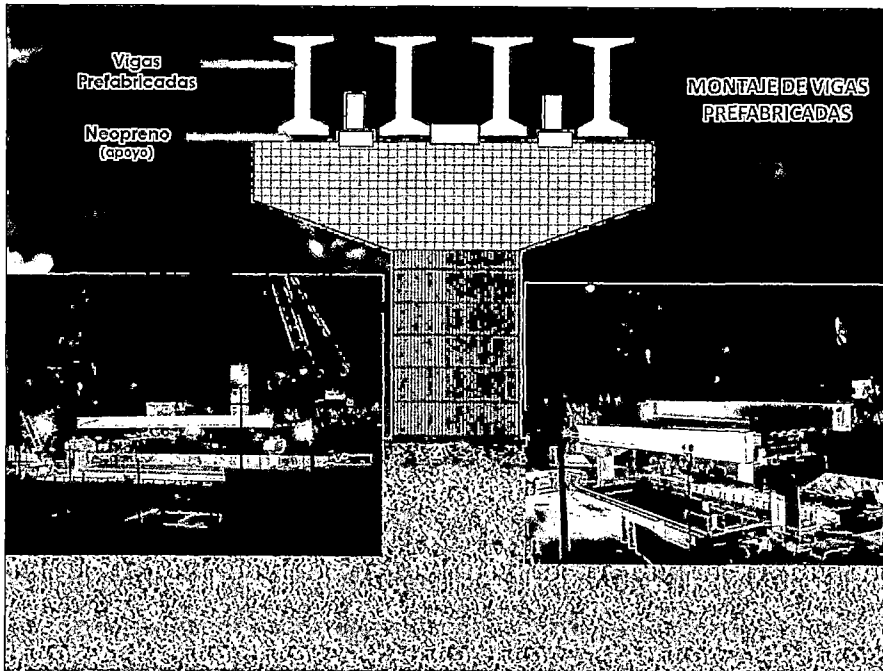 Vigas
Prefabricadas
Neopreno
(apoyo)
MONTAJE DE VIGAS
PREFABRICADAS